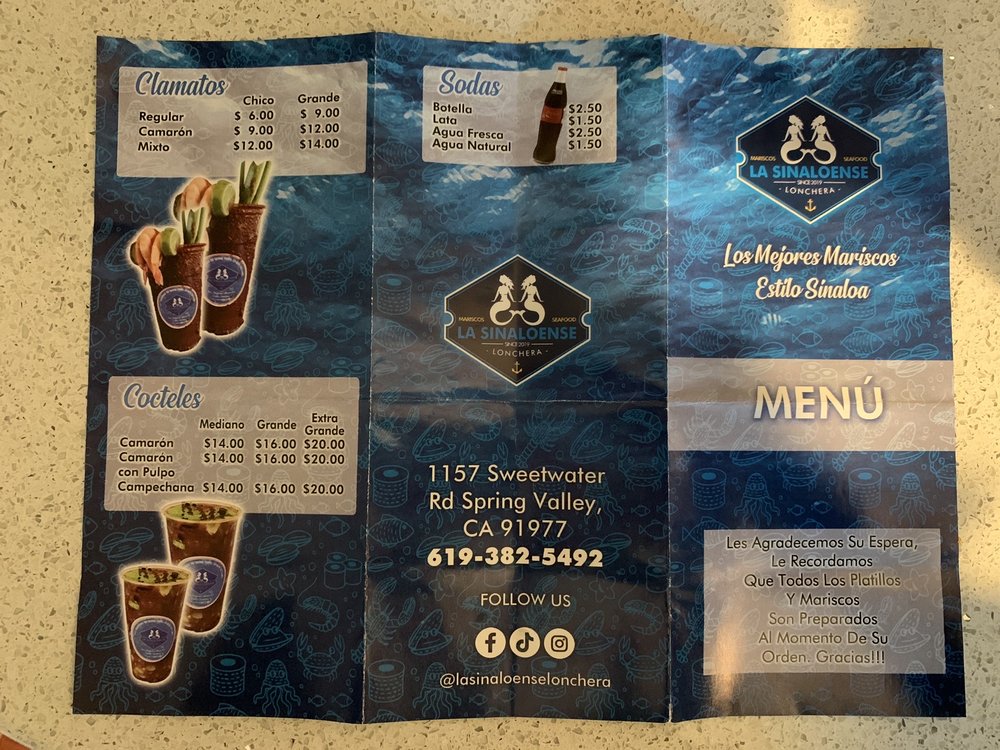 Clamatos
Chico Grande
Regular $ 6.00 $ 9.00
Camarón $ 9.00 $12.00
Mixto $12.00 $14.00
Cocteles
Mediano Grande Extra Grande
Camarón $14.00 $16.00 $20.00
Camarón $14.00 $16.00 $20.00
con Pulpo
Campechana $14.00 $16.00 $20.00
Sodas
Botella $2.50
Lata $1.50
Agua Fresca $2.50
Agua Natural $1.50
MARISCOS SEAFOOD
LA SINALOENSE
SINCE 2019
· LONCHERA ·
1157 Sweetwater
Rd Spring Valley,
CA 91977
619-382-5492
FOLLOW US
@lasinaloenselonchera
MARISCOS SEAFOOD
LA SINALOENSE
SINCE 2019
· LONCHERA ·
Los Mejores Mariscos
Estilo Sinaloa
MENÚ
Les Agradecemos Su Espera,
Le Recordamos
Que Todos Los Platillos
Y Mariscos
Son Preparados
Al Momento De Su
Orden. Gracias!!!